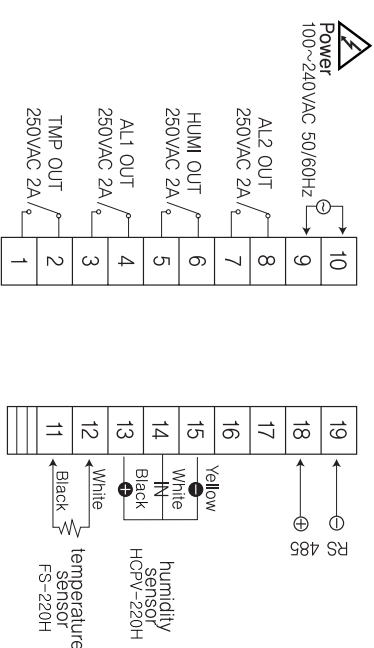 Power
100~240VAC 50/60Hz
AL2 OUT
250VAC 2A
HUMI OUT
250VAC 2A
AL1 OUT
250VAC 2A
TMP OUT
250VAC 2A
1 2 3 4 5 6 7 8 9 10
11 12 13 14 15 16 17 18 19
RS 485
Yellow
White
IN
Black
humidity
sensor
HCPV-220H
White
Black
temperature
sensor
FS-220H